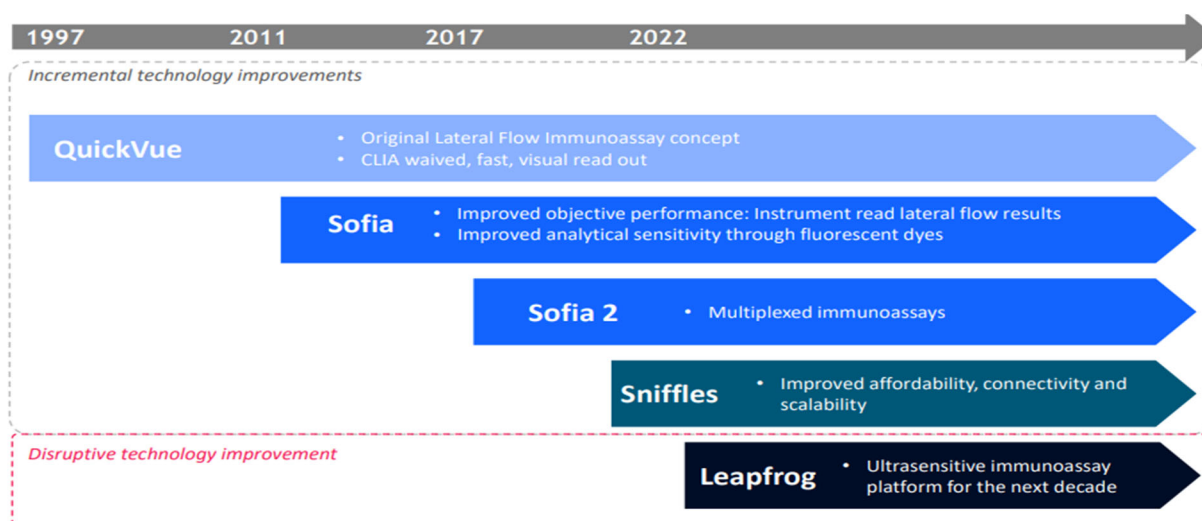 1997 2011 2017 2022
Incremental technology improvements
QuickVue
• Original Lateral Flow Immunoassay concept
• CLIA waived, fast, visual read out
Sofia
• Improved objective performance: Instrument read lateral flow results
• Improved analytical sensitivity through fluorescent dyes
Sofia 2
• Multiplexed immunoassays
Sniffles
• Improved affordability, connectivity and
scalability
Disruptive technology improvement
Leapfrog
• Ultrasensitive immunoassay
platform for the next decade